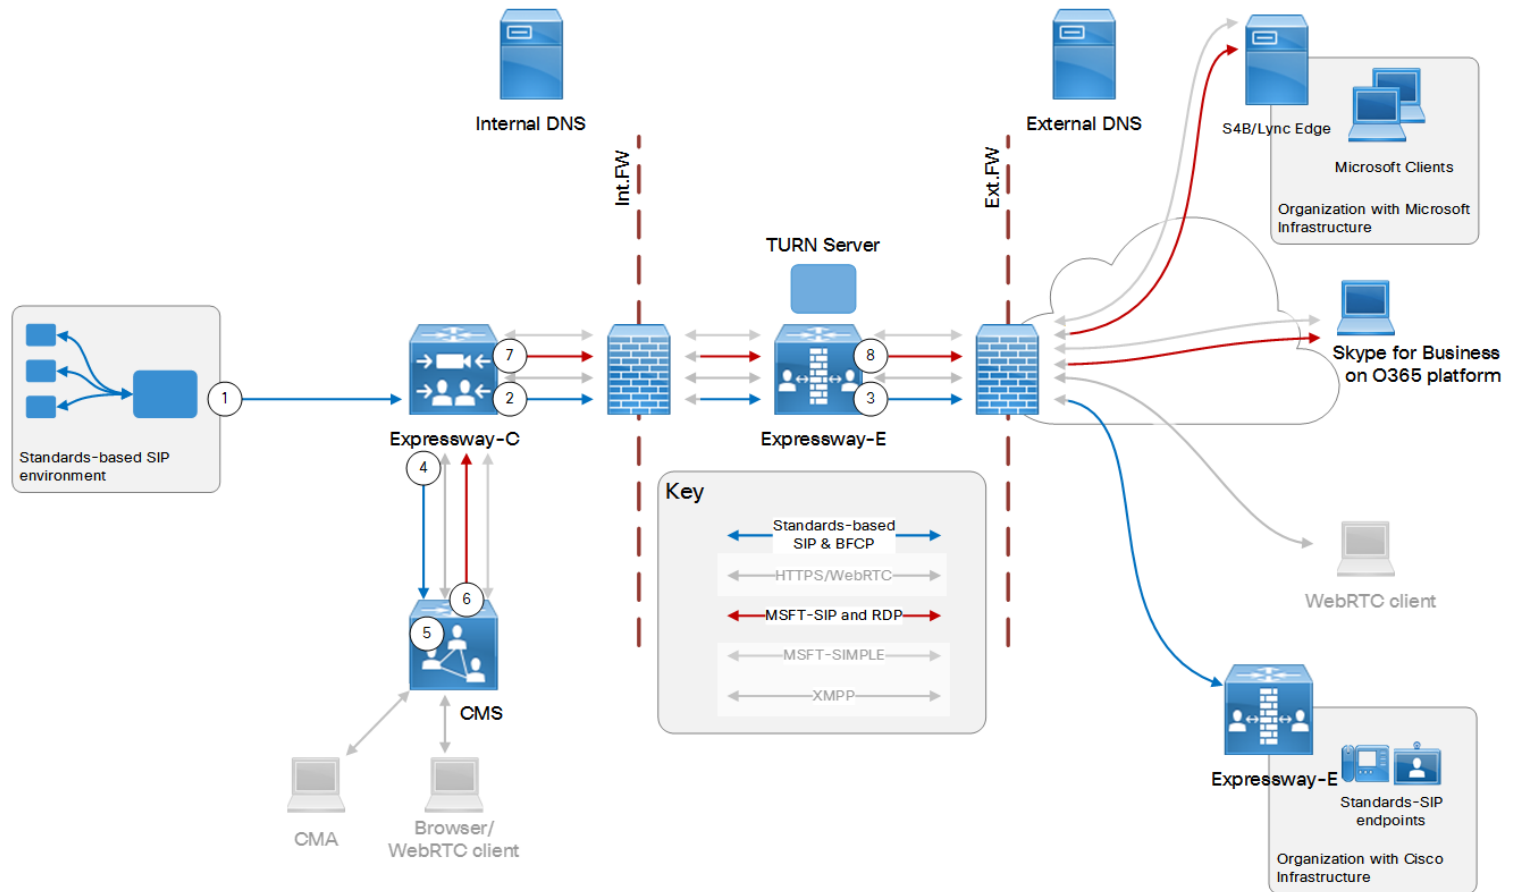 Internal DNS
External DNS
S4B/Lync Edge
Microsoft Clients
Organization with Microsoft
Infrastructure
Int.FW
Ext.FW
TURN Server
Skype for Business
on O365 platform
7
8
1
2
3
Expressway-C
Expressway-E
Standards-based SIP
environment
4
Key
Standards-based
SIP & BFCP
HTTPS/WebRTC
MSFT-SIP and RDP
MSFT-SIMPLE
XMPP
6
5
CMS
WebRTC client
CMA
Browser/
WebRTC client
Expressway-E
Standards-SIP
endpoints
Organization with Cisco
Infrastructure